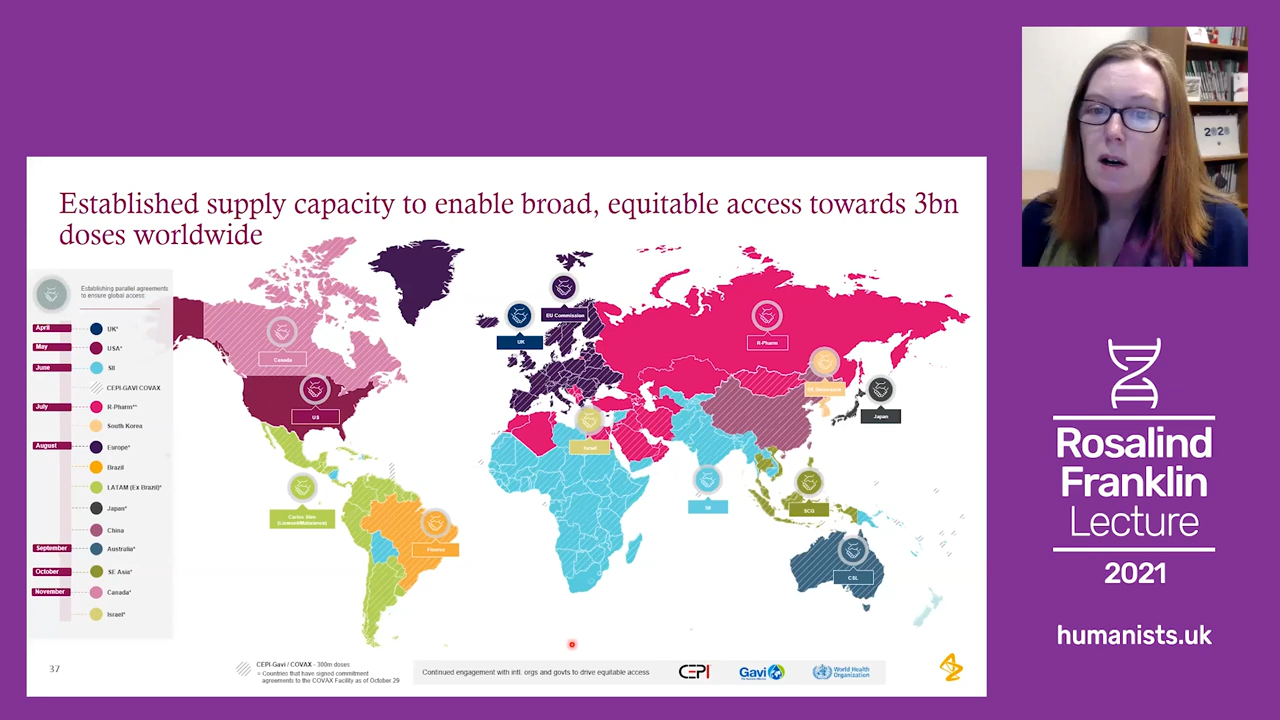 Established supply capacity to enable broad, equitable access towards 3bn
doses worldwide
Establishing parallel agreements
to ensure global access:
April
UK*
May
USA*
June
SII
CEPI-GAVI COVAX
July
R-Pharm**
South Korea
August
Europe*
Brazil
LATAM (Ex Brazil)*
Japan*
China
September
Australia*
October
SE Asia*
November
Canada*
Israel*
Canada
US
UK
EU Commission
R-Pharm
Japan
Israel
SII
SCG
CSL
Carlos Slim
Fiocruz
37
CEPI-Gavi / COVAX - 300m doses
= Countries that have signed commitment
agreements to the COVAX Facility as of October 29
Continued engagement with intl. orgs and govts to drive equitable access
CEPI
Gavi
World Health
Organization
2020
Rosalind
Franklin
Lecture
2021
humanists.uk